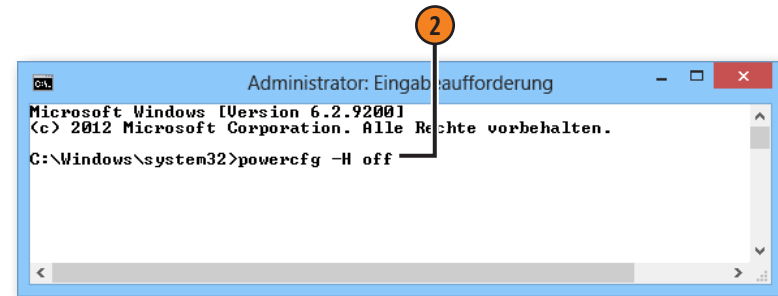 2
Administrator: Eingabeaufforderung
Microsoft Windows [Version 6.2.9200]
(c) 2012 Microsoft Corporation. Alle Rechte vorbehalten.
C:\Windows\system32>powercfg -H off